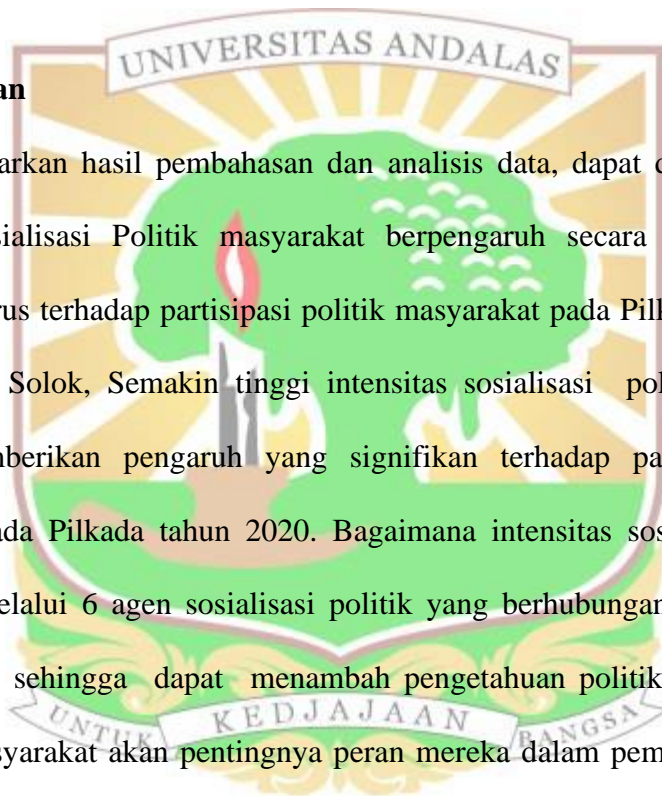 UNIVERSITAS ANDALAS
an
arkan hasil pembahasan dan analisis data, dapat d
sialisasi Politik masyarakat berpengaruh secara
rus terhadap partisipasi politik masyarakat pada Pilk
Solok, Semakin tinggi intensitas sosialisasi pol
nberikan pengaruh yang signifikan terhadap pa
ada Pilkada tahun 2020. Bagaimana intensitas sos
elalui 6 agen sosialisasi politik yang berhubungan
sehingga dapat menambah pengetahuan politik
syarakat akan pentingnya peran mereka dalam pem
UNTUK KEDJAJAAN BANGSA